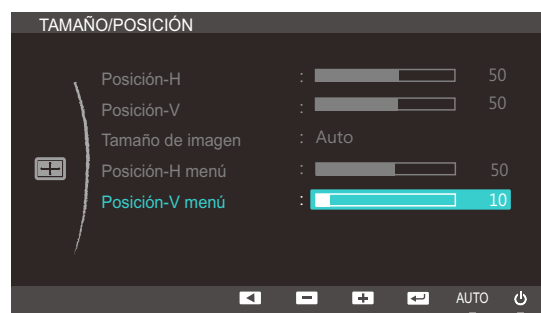 TAMAÑO/POSICIÓN
Posición-H : 50
Posición-V : 50
Tamaño de imagen : Auto
Posición-H menú : 50
Posición-V menú : 10
AUTO